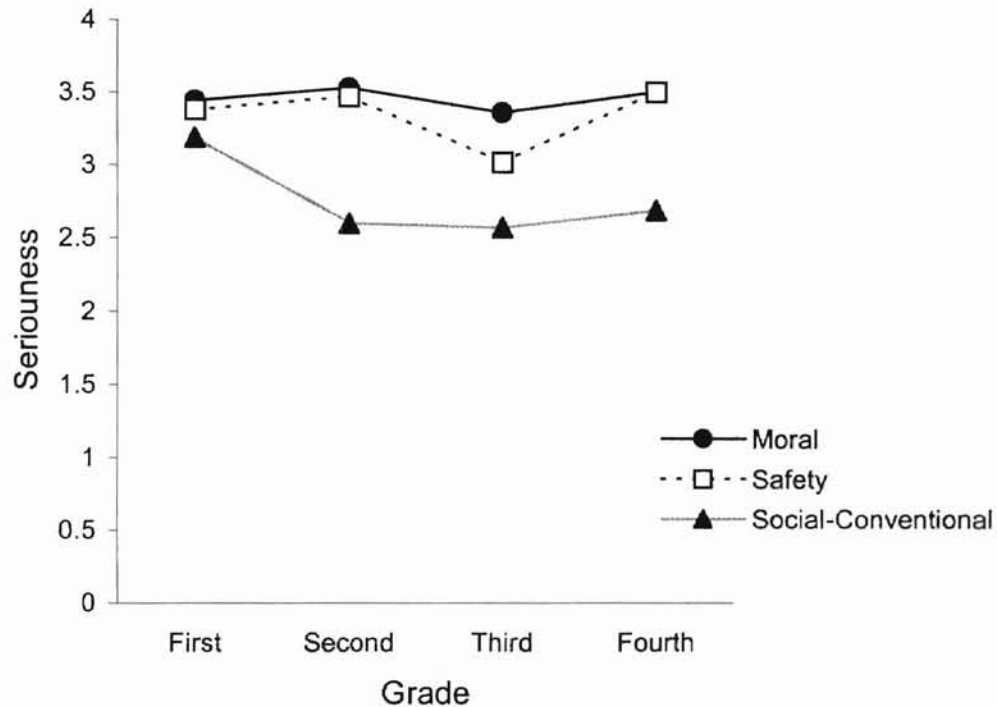 4
3.5
3
2.5
2
1.5
1
0.5
0
Seriouness
First Second Third Fourth
Grade
Moral
Safety
Social-Conventional